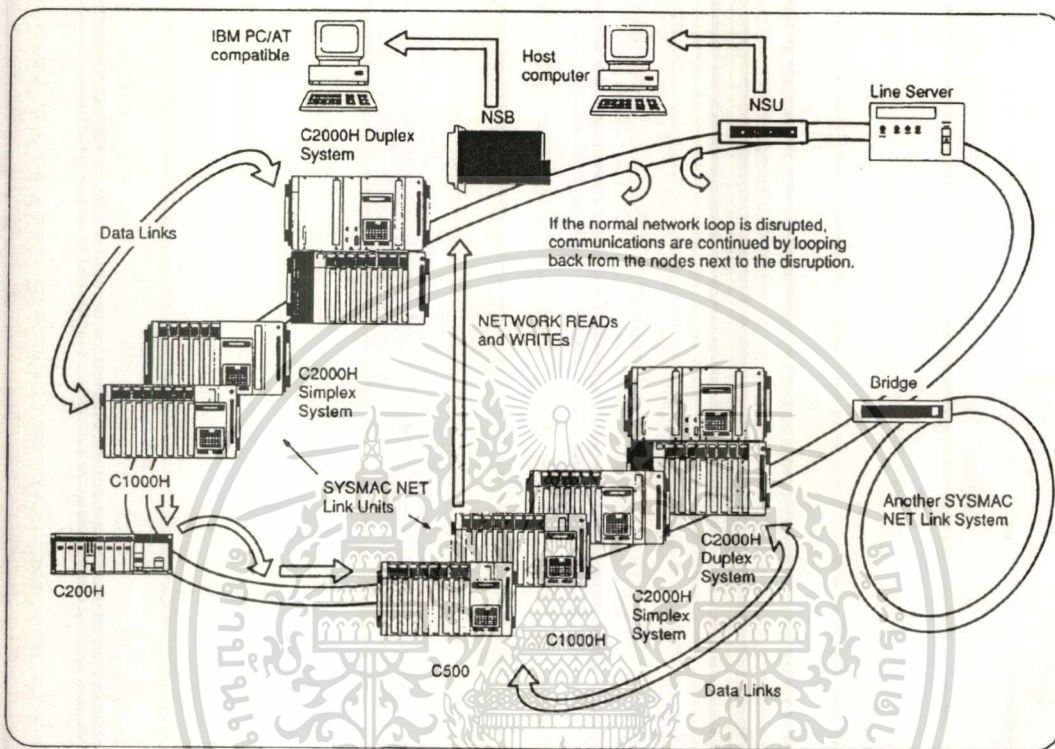 IBM PC/AT
compatible
Host
computer
NSB
NSU
Line Server
C2000H Duplex
System
Data Links
If the normal network loop is disrupted,
communications are continued by looping
back from the nodes next to the disruption.
NETWORK READs
and WRITEs
C2000H
Simplex
System
Bridge
C1000H
SYSMAC NET
Link Units
Another SYSMAC
NET Link System
C200H
C2000H
Duplex
System
C2000H
Simplex
System
C1000H
C500
Data Links